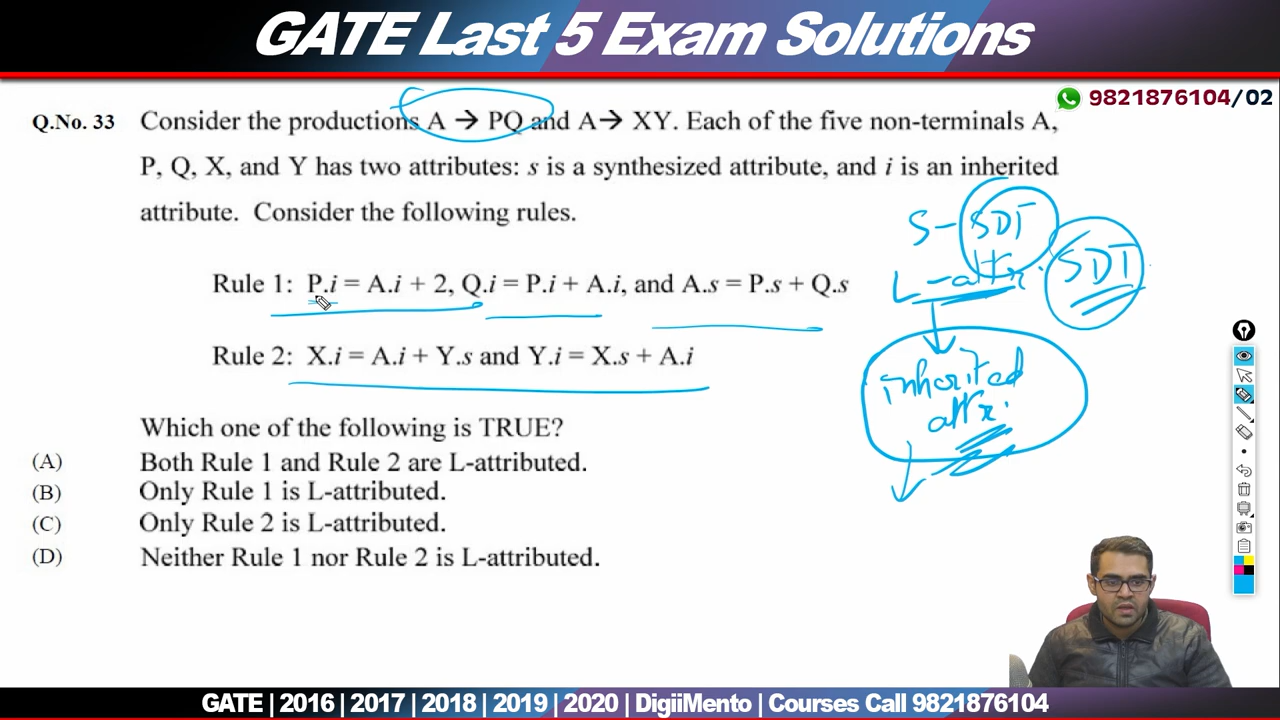 GATE Last 5 Exam Solutions
9821876104/02
Q.No. 33 Consider the productions A → PQ and A→ XY. Each of the five non-terminals A,
P, Q, X, and Y has two attributes: s is a synthesized attribute, and i is an inherited
attribute. Consider the following rules.
S-SDT
L-attr. SDT
Rule 1: P.i = A.i + 2, Q.i = P.i + A.i, and A.s = P.s + Q.s
Rule 2: X.i = A.i + Y.s and Y.i = X.s + A.i
inherited
attr.
Which one of the following is TRUE?
(A) Both Rule 1 and Rule 2 are L-attributed.
(B) Only Rule 1 is L-attributed.
(C) Only Rule 2 is L-attributed.
(D) Neither Rule 1 nor Rule 2 is L-attributed.
GATE | 2016 | 2017 | 2018 | 2019 | 2020 | DigiiMento | Courses Call 9821876104